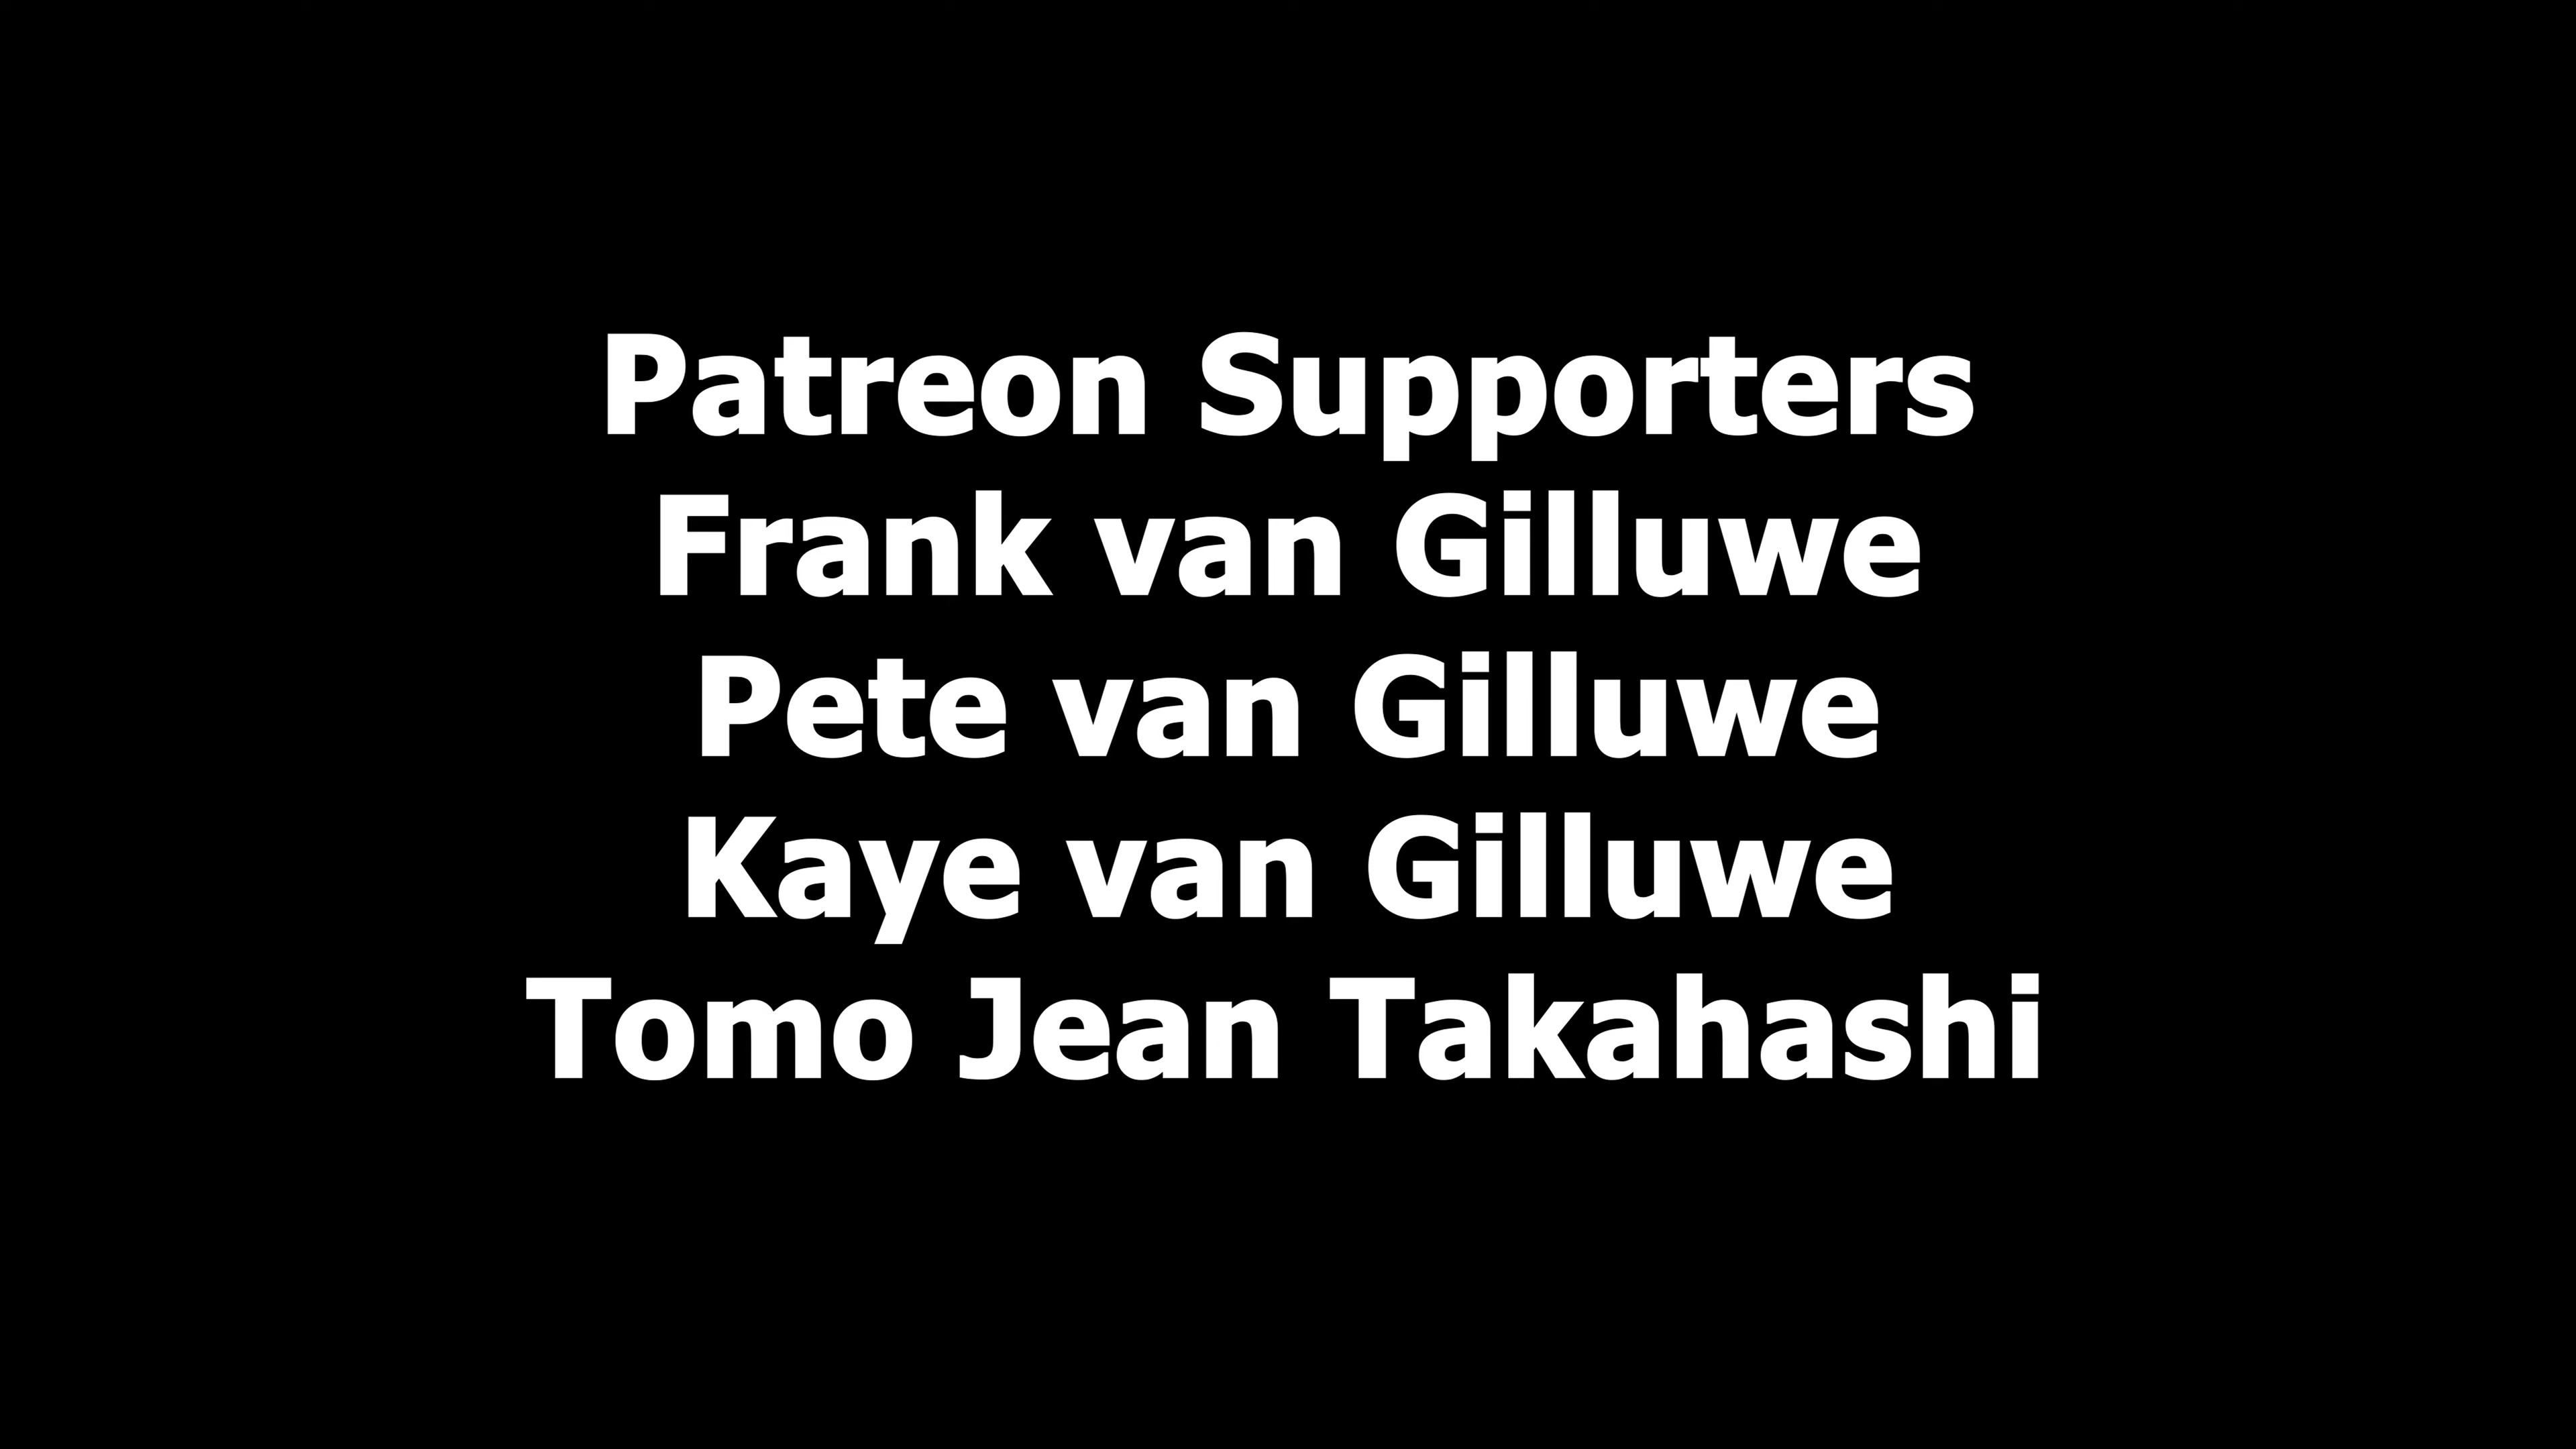 Patreon Supporters
Frank van Gilluwe
Pete van Gilluwe
Kaye van Gilluwe
Tomo Jean Takahashi